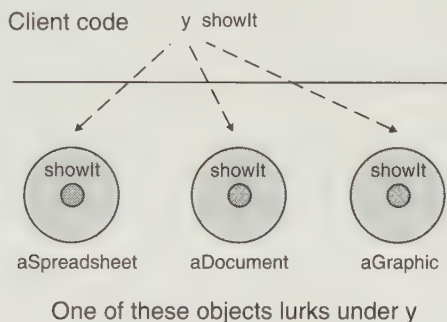 Client code y showIt
showIt showIt showIt
aSpreadsheet aDocument aGraphic
One of these objects lurks under y